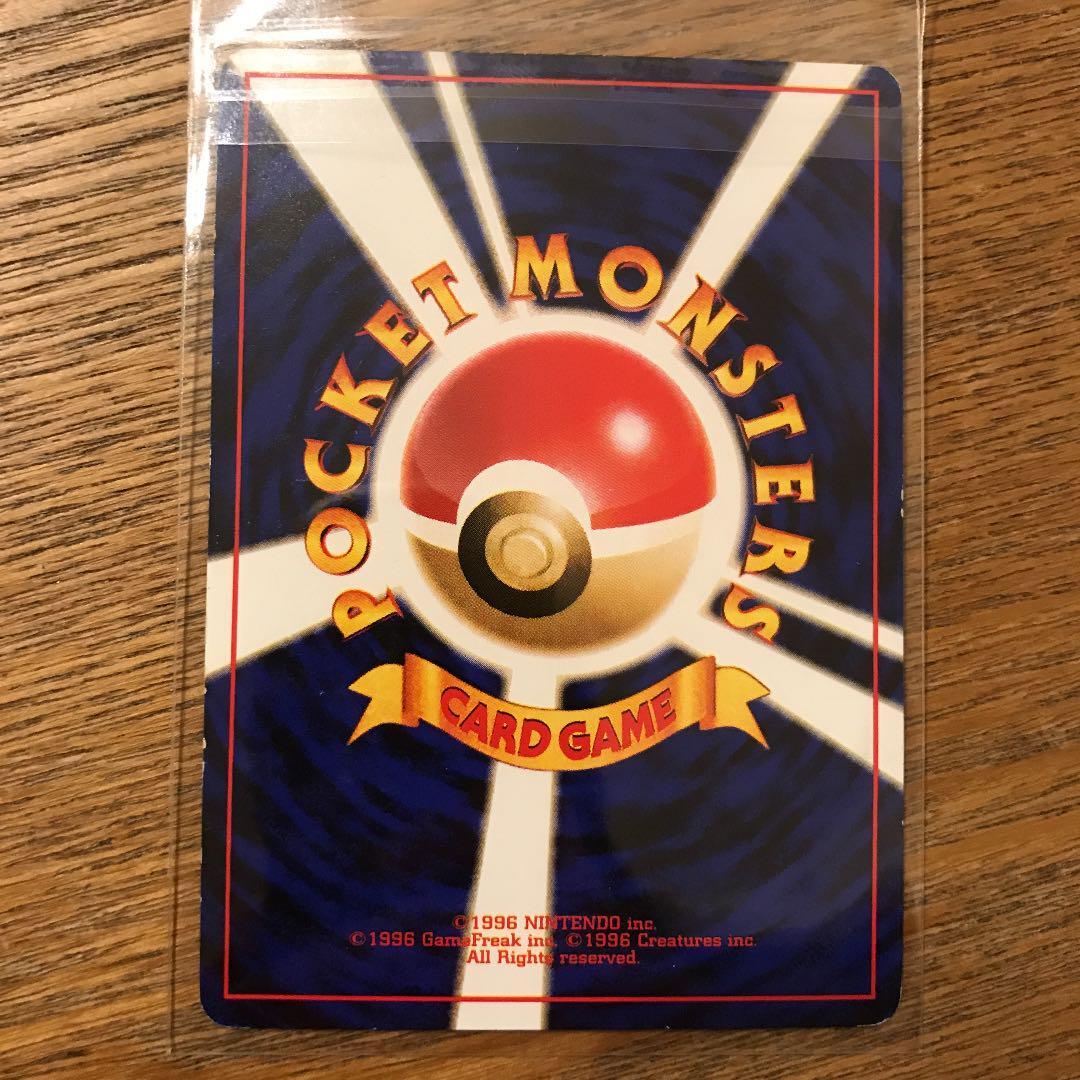 POCKET MONSTERS
CARD GAME
©1996 NINTENDO inc.
©1996 GameFreak inc. ©1996 Creatures inc.
All Rights reserved.